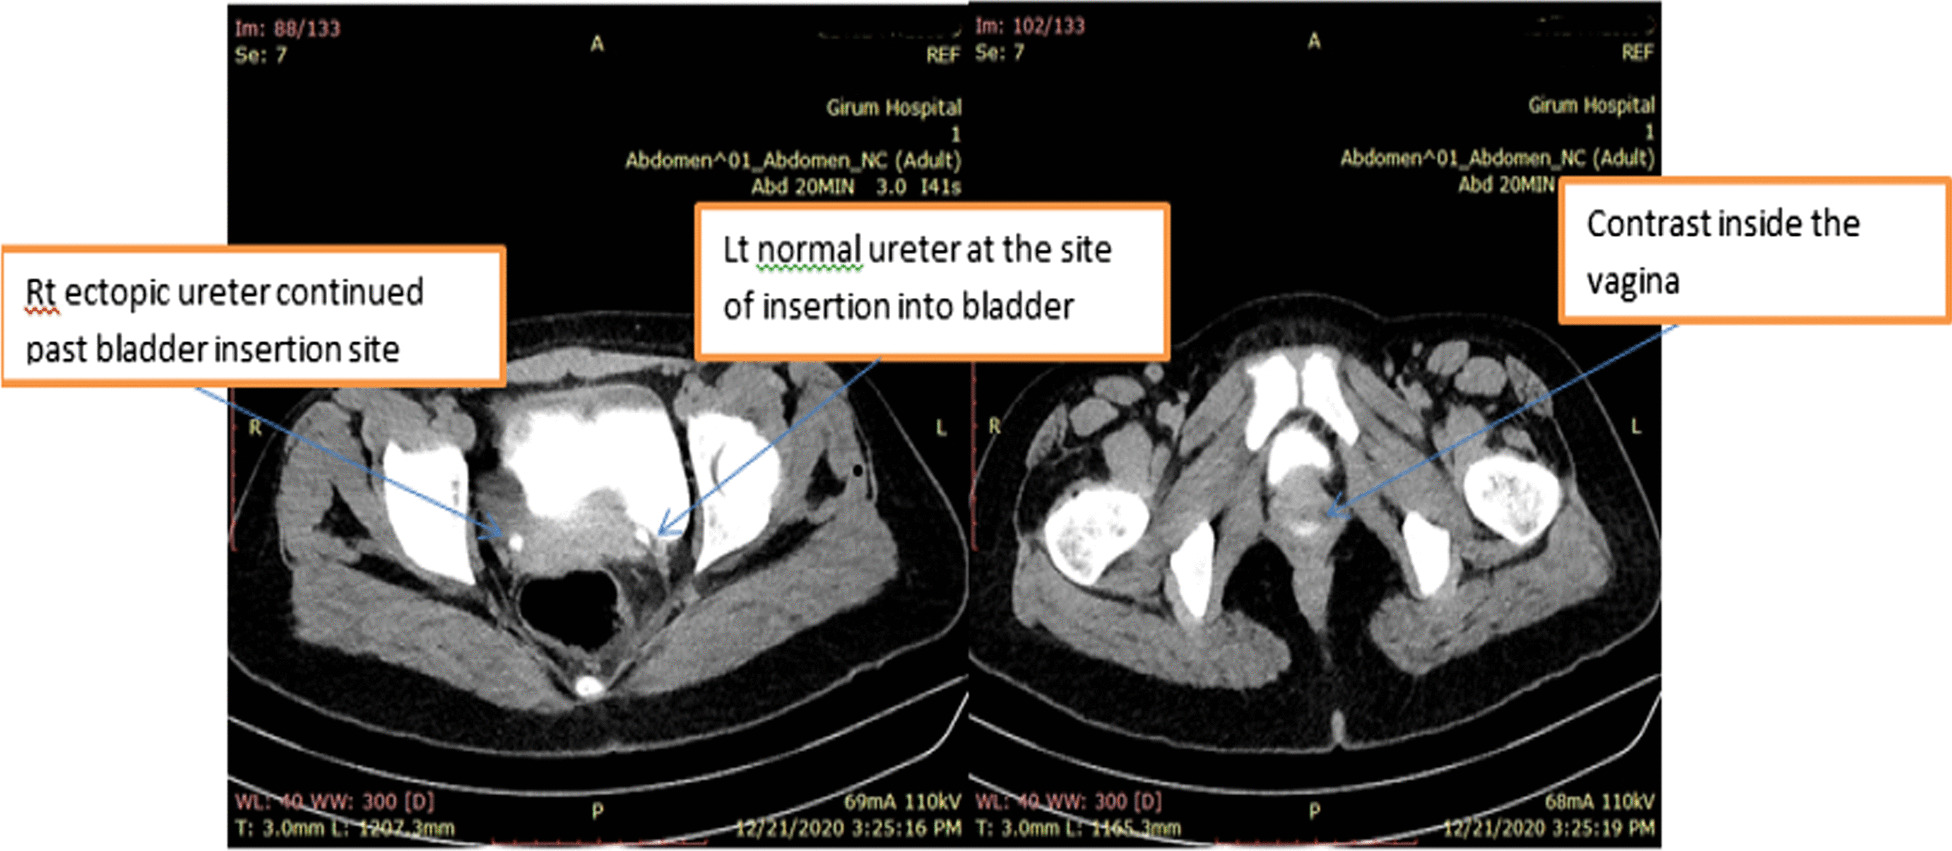 Im: 88/133
Se: 7
A
REF
Girum Hospital
1
Abdomen^01_Abdomen_NC (Adult)
Abd 20MIN 3.0 I41s
Rt ectopic ureter continued
past bladder insertion site
Lt normal ureter at the site
of insertion into bladder
R
L
WL: 40 WW: 300 [D]
T: 3.0mm L: 1207.3mm
P
69mA 110kV
12/21/2020 3:25:16 PM
Im: 102/133
Se: 7
A
REF
Girum Hospital
1
Abdomen^01_Abdomen_NC (Adult)
Abd 20MIN
Contrast inside the
vagina
R
L
WL: 40 WW: 300 [D]
T: 3.0mm L: 1165.3mm
P
68mA 110kV
12/21/2020 3:25:19 PM